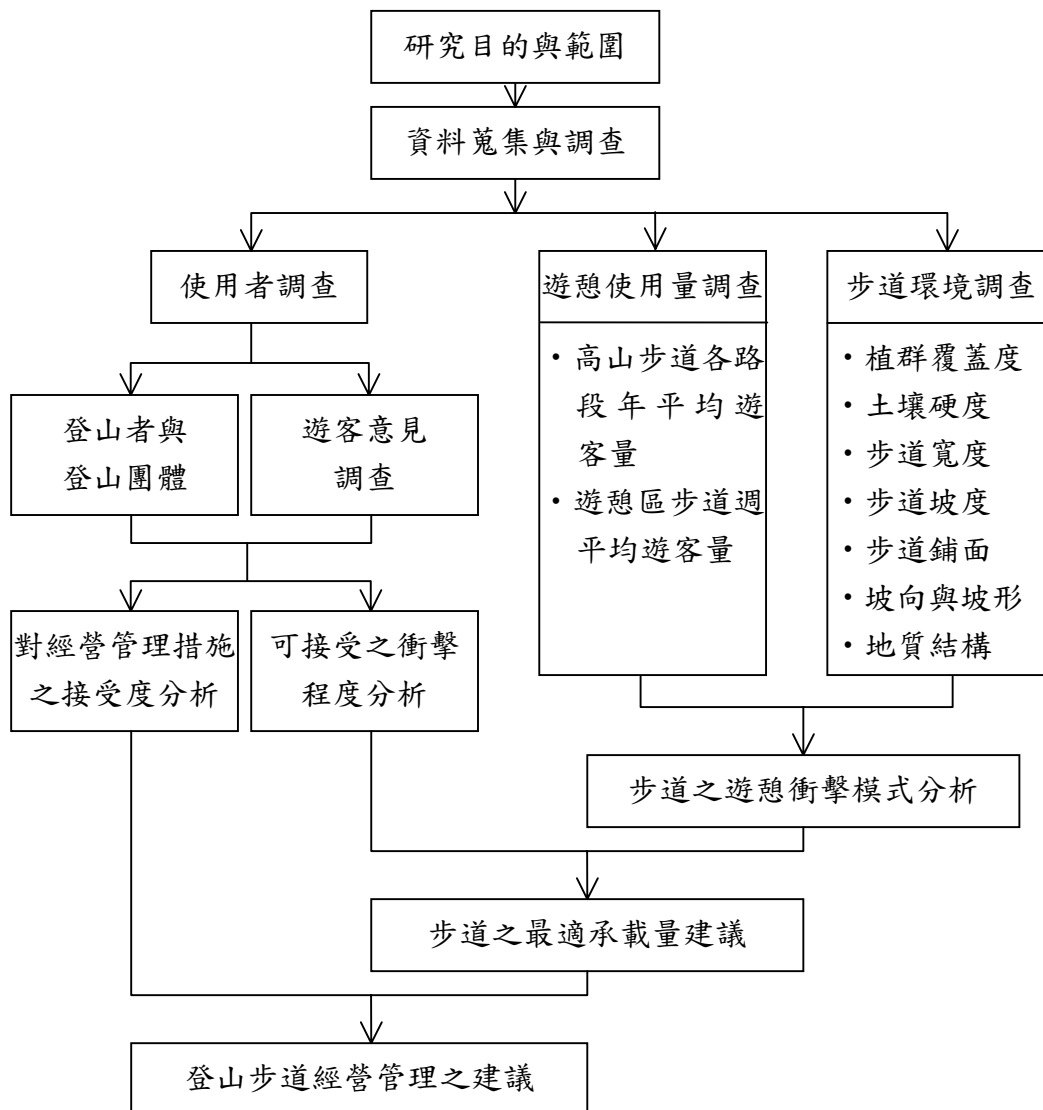 研究目的與範圍
資料蒐集與調查
使用者調查
登山者與
登山團體
遊客意見
調查
對經營管理措施
之接受度分析
可接受之衝擊
程度分析
遊憩使用量調查
・高山步道各路
段年平均遊
客量
・遊憩區步道週
平均遊客量
步道環境調查
・植群覆蓋度
・土壤硬度
・步道寬度
・步道坡度
・步道鋪面
・坡向與坡形
・地質結構
步道之遊憩衝擊模式分析
步道之最適承載量建議
登山步道經營管理之建議